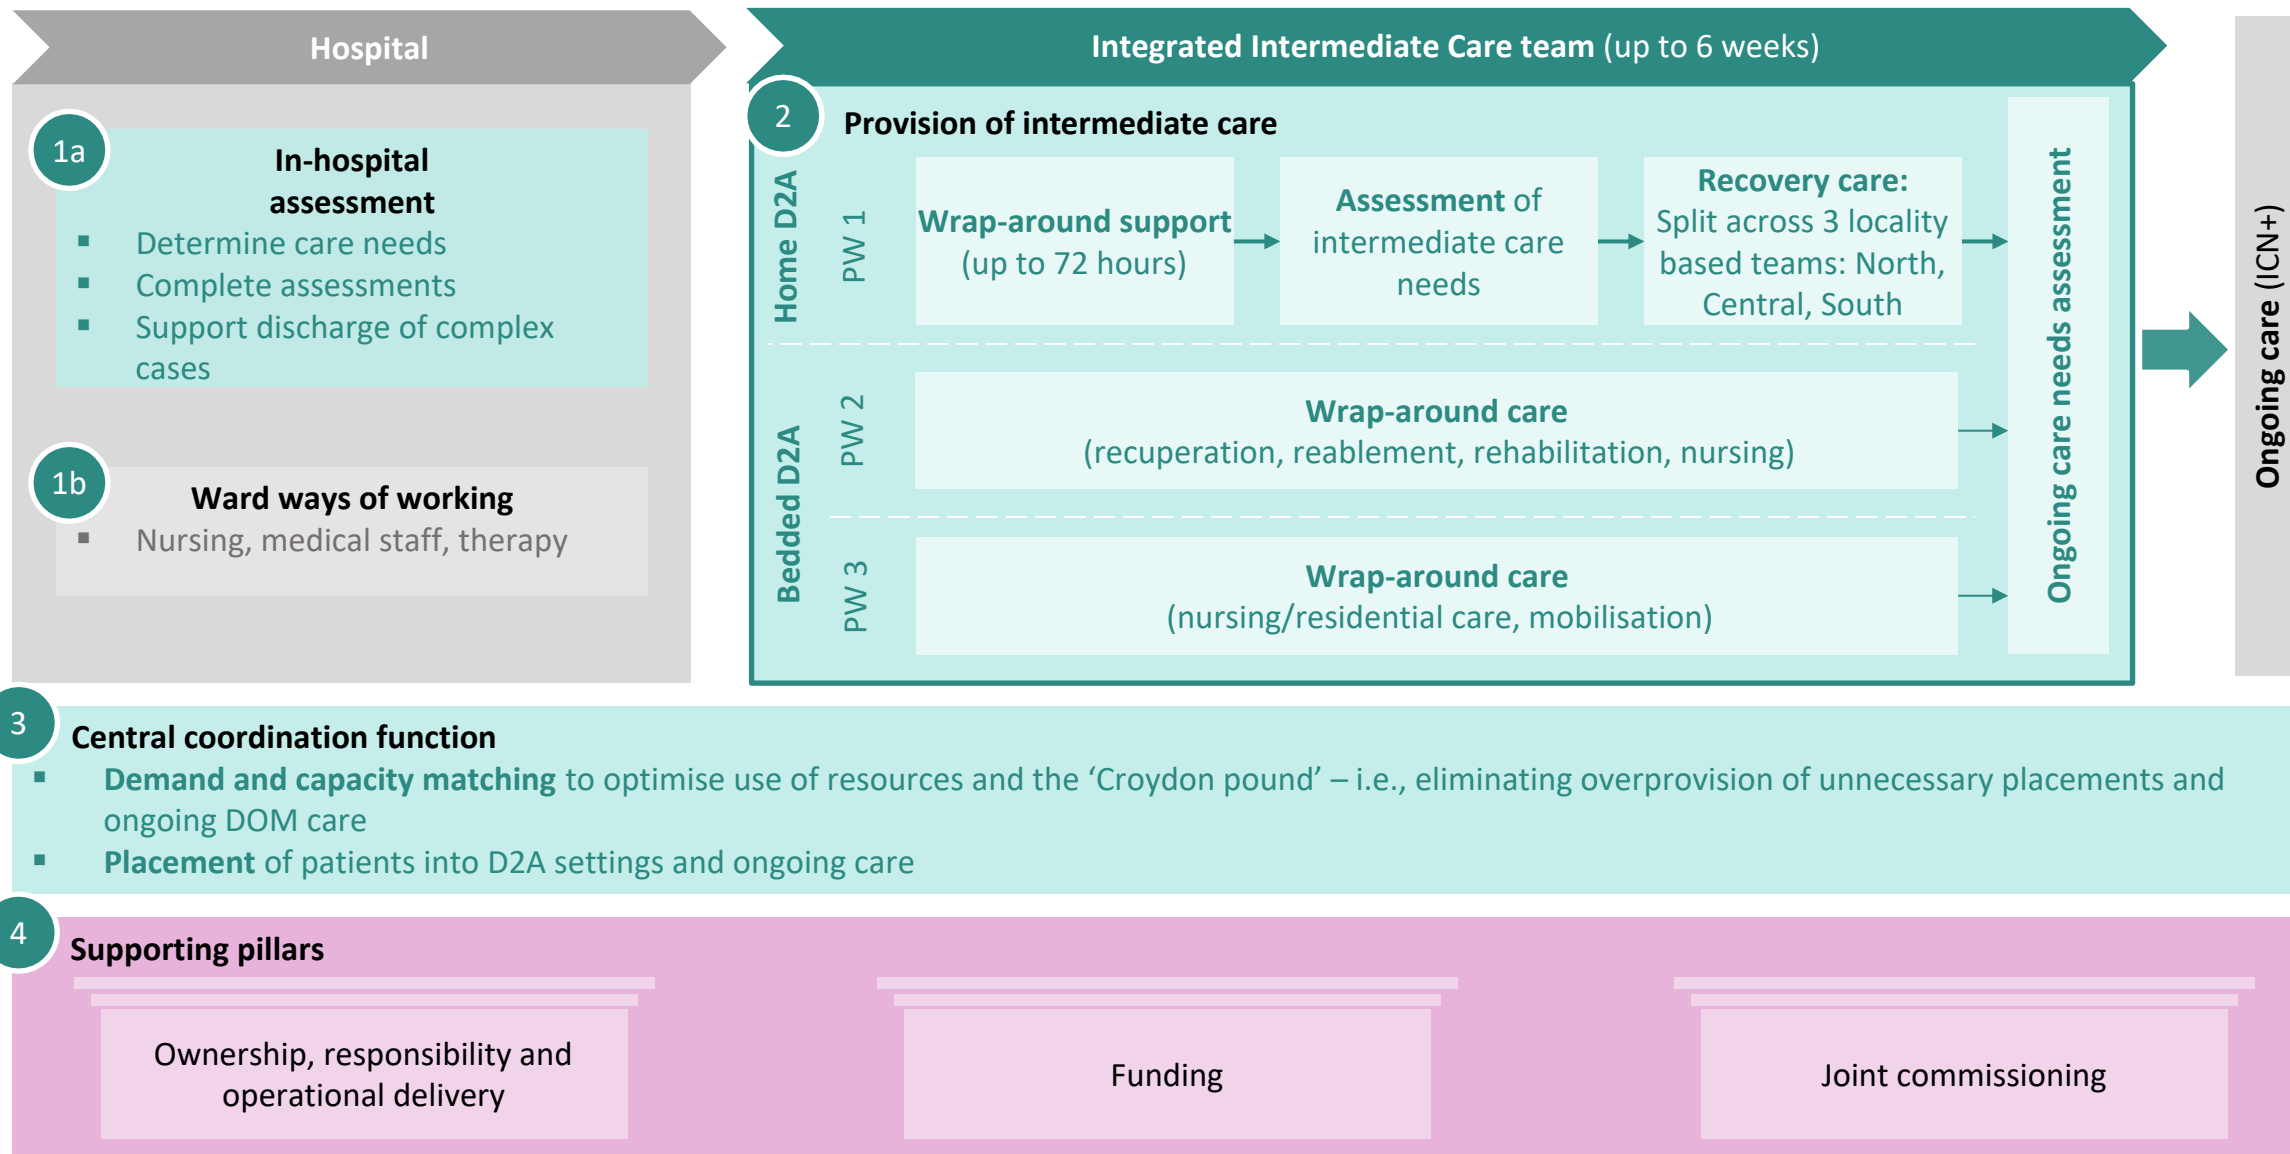 Hospital
1a
In-hospital
assessment
▪ Determine care needs
▪ Complete assessments
▪ Support discharge of complex
cases
1b
Ward ways of working
▪ Nursing, medical staff, therapy
Integrated Intermediate Care team (up to 6 weeks)
2
Provision of intermediate care
Home D2A
PW 1
Wrap-around support
(up to 72 hours)
Assessment of
intermediate care
needs
Recovery care:
Split across 3 locality
based teams: North,
Central, South
Bedded D2A
PW 2
Wrap-around care
(recuperation, reablement, rehabilitation, nursing)
PW 3
Wrap-around care
(nursing/residential care, mobilisation)
Ongoing care needs assessment
Ongoing care (ICN+)
3
Central coordination function
▪ Demand and capacity matching to optimise use of resources and the ‘Croydon pound’ – i.e., eliminating overprovision of unnecessary placements and
ongoing DOM care
▪ Placement of patients into D2A settings and ongoing care
4
Supporting pillars
Ownership, responsibility and
operational delivery
Funding
Joint commissioning